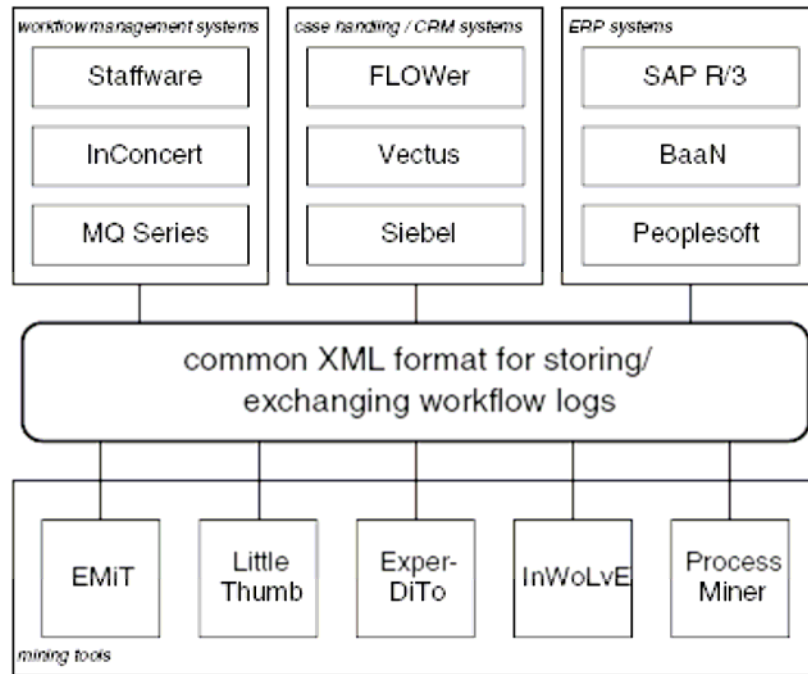 workflow management systems
Staffware
InConcert
MQ Series
case handling / CRM systems
FLOWer
Vectus
Siebel
ERP systems
SAP R/3
BaaN
Peoplesoft
common XML format for storing/
exchanging workflow logs
EMiT
Little
Thumb
Exper-
DiTo
InWoLvE
Process
Miner
mining tools